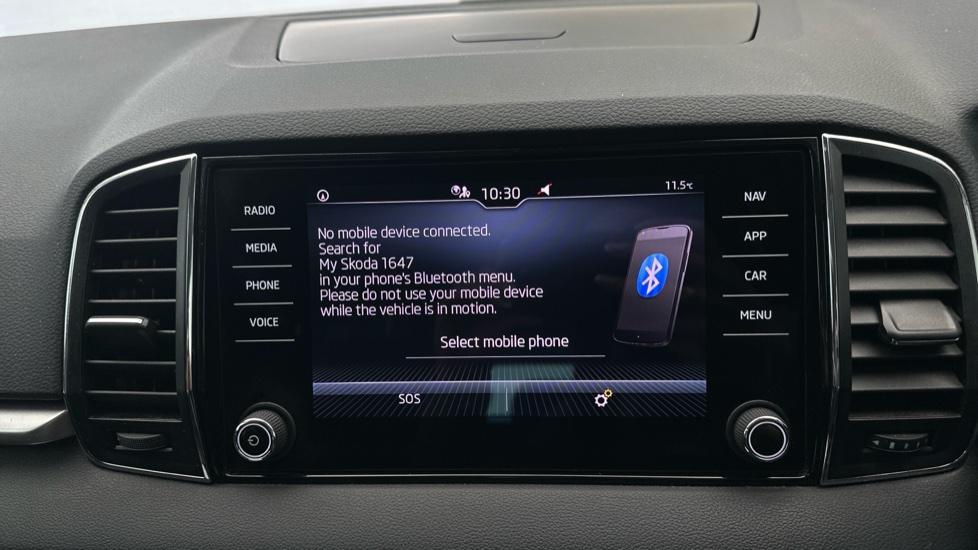 10:30
11.5°C
RADIO
MEDIA
PHONE
VOICE
No mobile device connected.
Search for
My Skoda 1647
in your phone's Bluetooth menu.
Please do not use your mobile device
while the vehicle is in motion.
Select mobile phone
SOS
NAV
APP
CAR
MENU